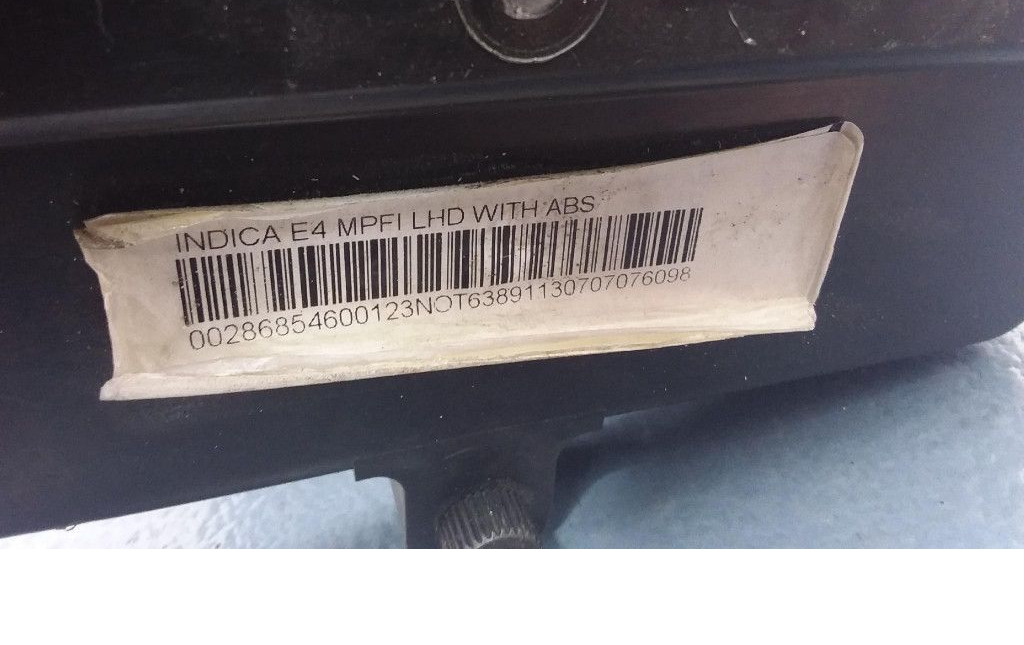 INDICA E4 MPFI LHD WITH ABS
00286854600123NOT63891130707076098